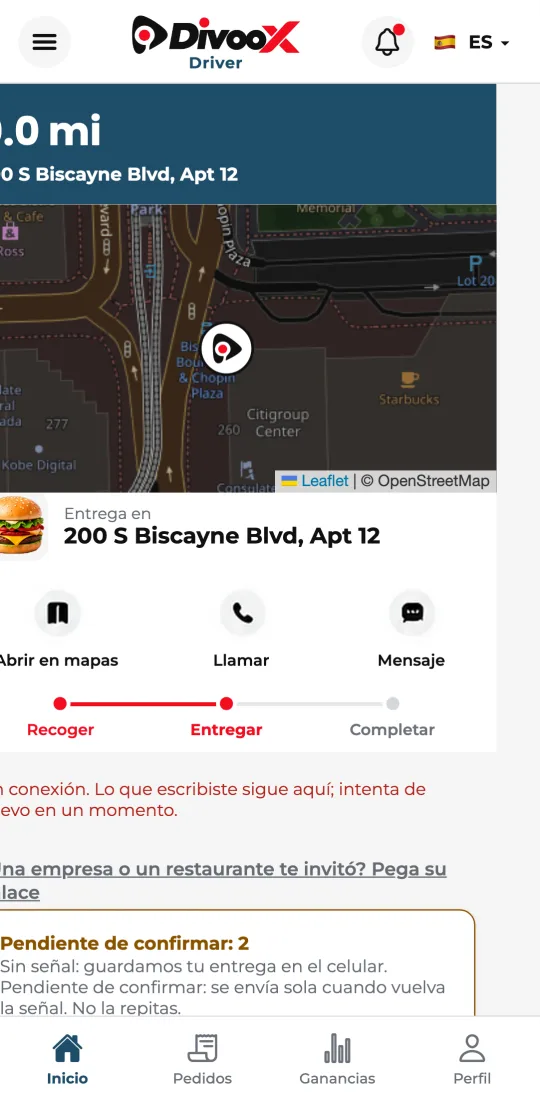 DivooX
Driver
ES
.0 mi
0 S Biscayne Blvd, Apt 12
& Cafe
Ross
Park
Chopin Plaza
Memorial
P
Lot 20
Bis
Bou
& Chopin
Plaza
Starbucks
Citigroup
Center
260
277
Kobe Digital
Consulate
Leaflet | © OpenStreetMap
Entrega en
200 S Biscayne Blvd, Apt 12
Abrir en mapas
Llamar
Mensaje
Recoger
Entregar
Completar
conexión. Lo que escribiste sigue aquí; intenta de
evo en un momento.
Una empresa o un restaurante te invitó? Pega su
lace
Pendiente de confirmar: 2
Sin señal: guardamos tu entrega en el celular.
Pendiente de confirmar: se envía sola cuando vuelva
la señal. No la repitas.
Inicio
Pedidos
Ganancias
Perfil